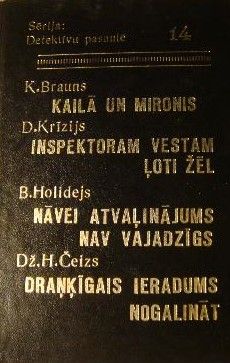 Sērija:
Detektīvu pasaule 14
K.Brauns
KAILĀ UN MIRONIS
D.Krīzijs
INSPEKTORAM VESTAM
ĻOTI ŽĒL
B.Holidejs
NĀVEI ATVAĻINĀJUMS
NAV VAJADZĪGS
Dž.H.Čeizs
DRAŅĶĪGAIS IERADUMS
NOGALINĀT